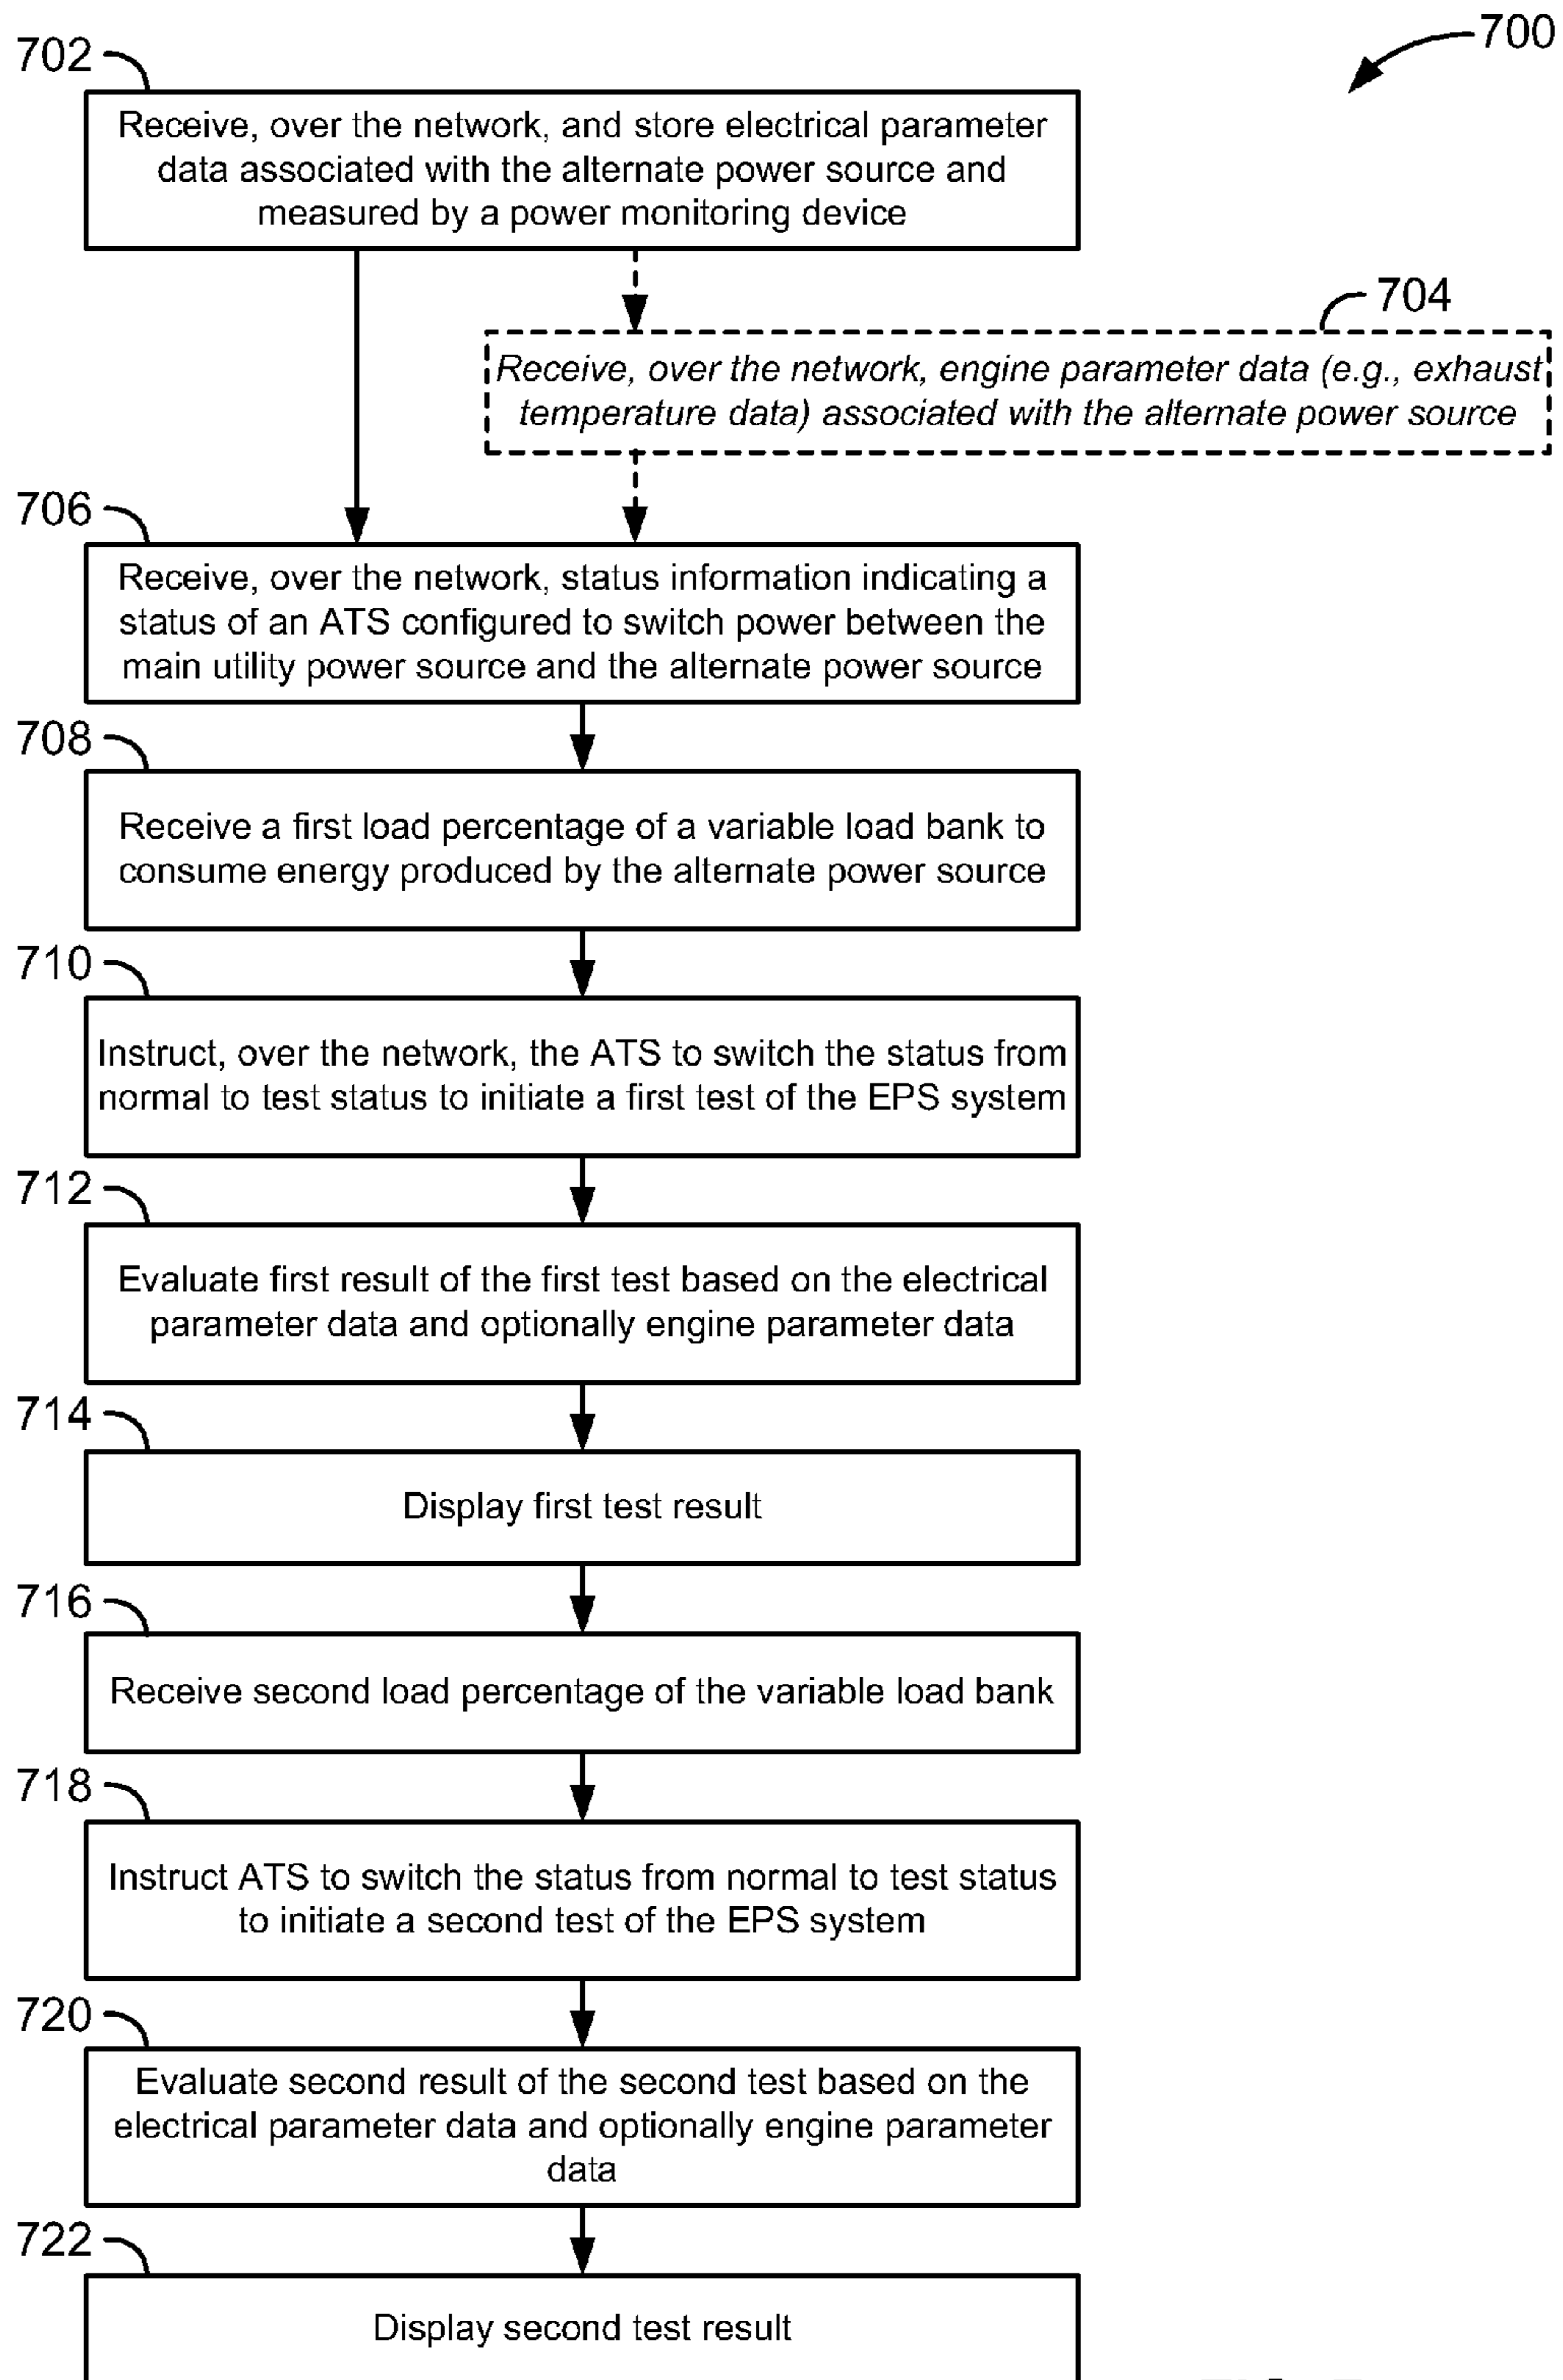 700
702
Receive, over the network, and store electrical parameter
data associated with the alternate power source and
measured by a power monitoring device
704
Receive, over the network, engine parameter data (e.g., exhaust
temperature data) associated with the alternate power source
706
Receive, over the network, status information indicating a
status of an ATS configured to switch power between the
main utility power source and the alternate power source
708
Receive a first load percentage of a variable load bank to
consume energy produced by the alternate power source
710
Instruct, over the network, the ATS to switch the status from
normal to test status to initiate a first test of the EPS system
712
Evaluate first result of the first test based on the electrical
parameter data and optionally engine parameter data
714
Display first test result
716
Receive second load percentage of the variable load bank
718
Instruct ATS to switch the status from normal to test status
to initiate a second test of the EPS system
720
Evaluate second result of the second test based on the
electrical parameter data and optionally engine parameter
data
722
Display second test result